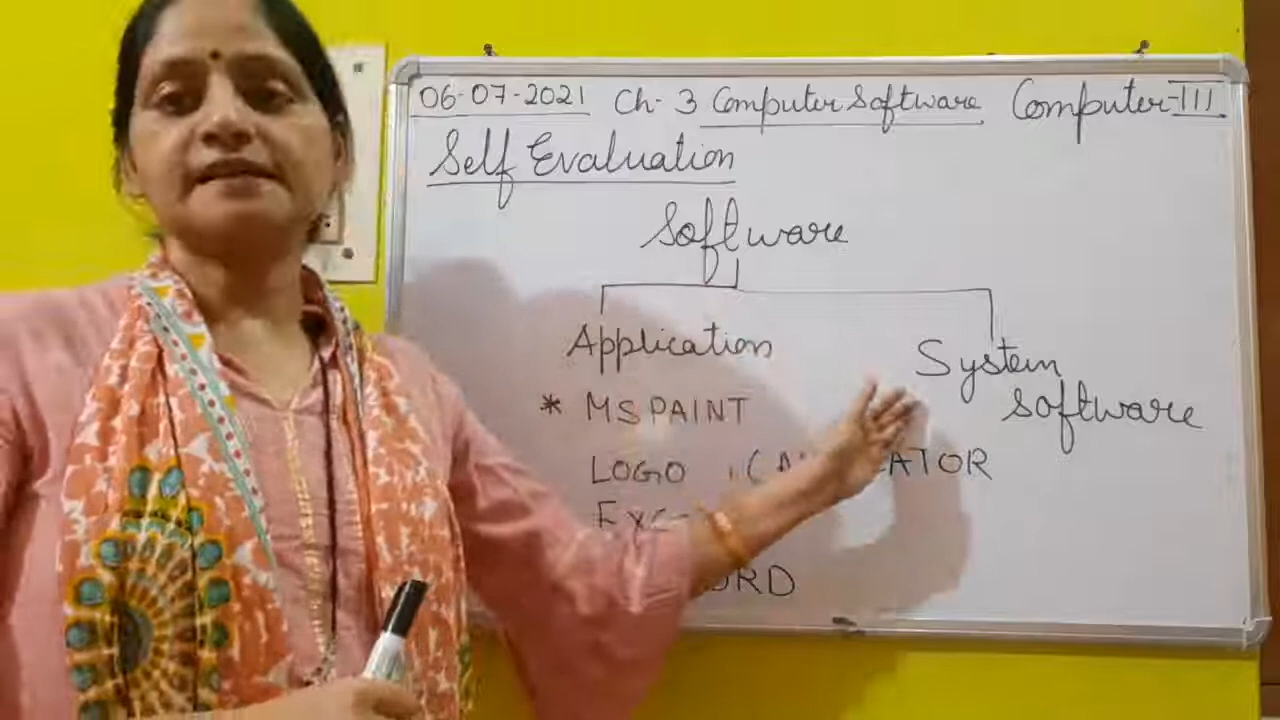 06-07-2021 Ch-3 Computer Software Computer-III
Self Evaluation
Software
Application
System
Software
* MS PAINT
LOGO